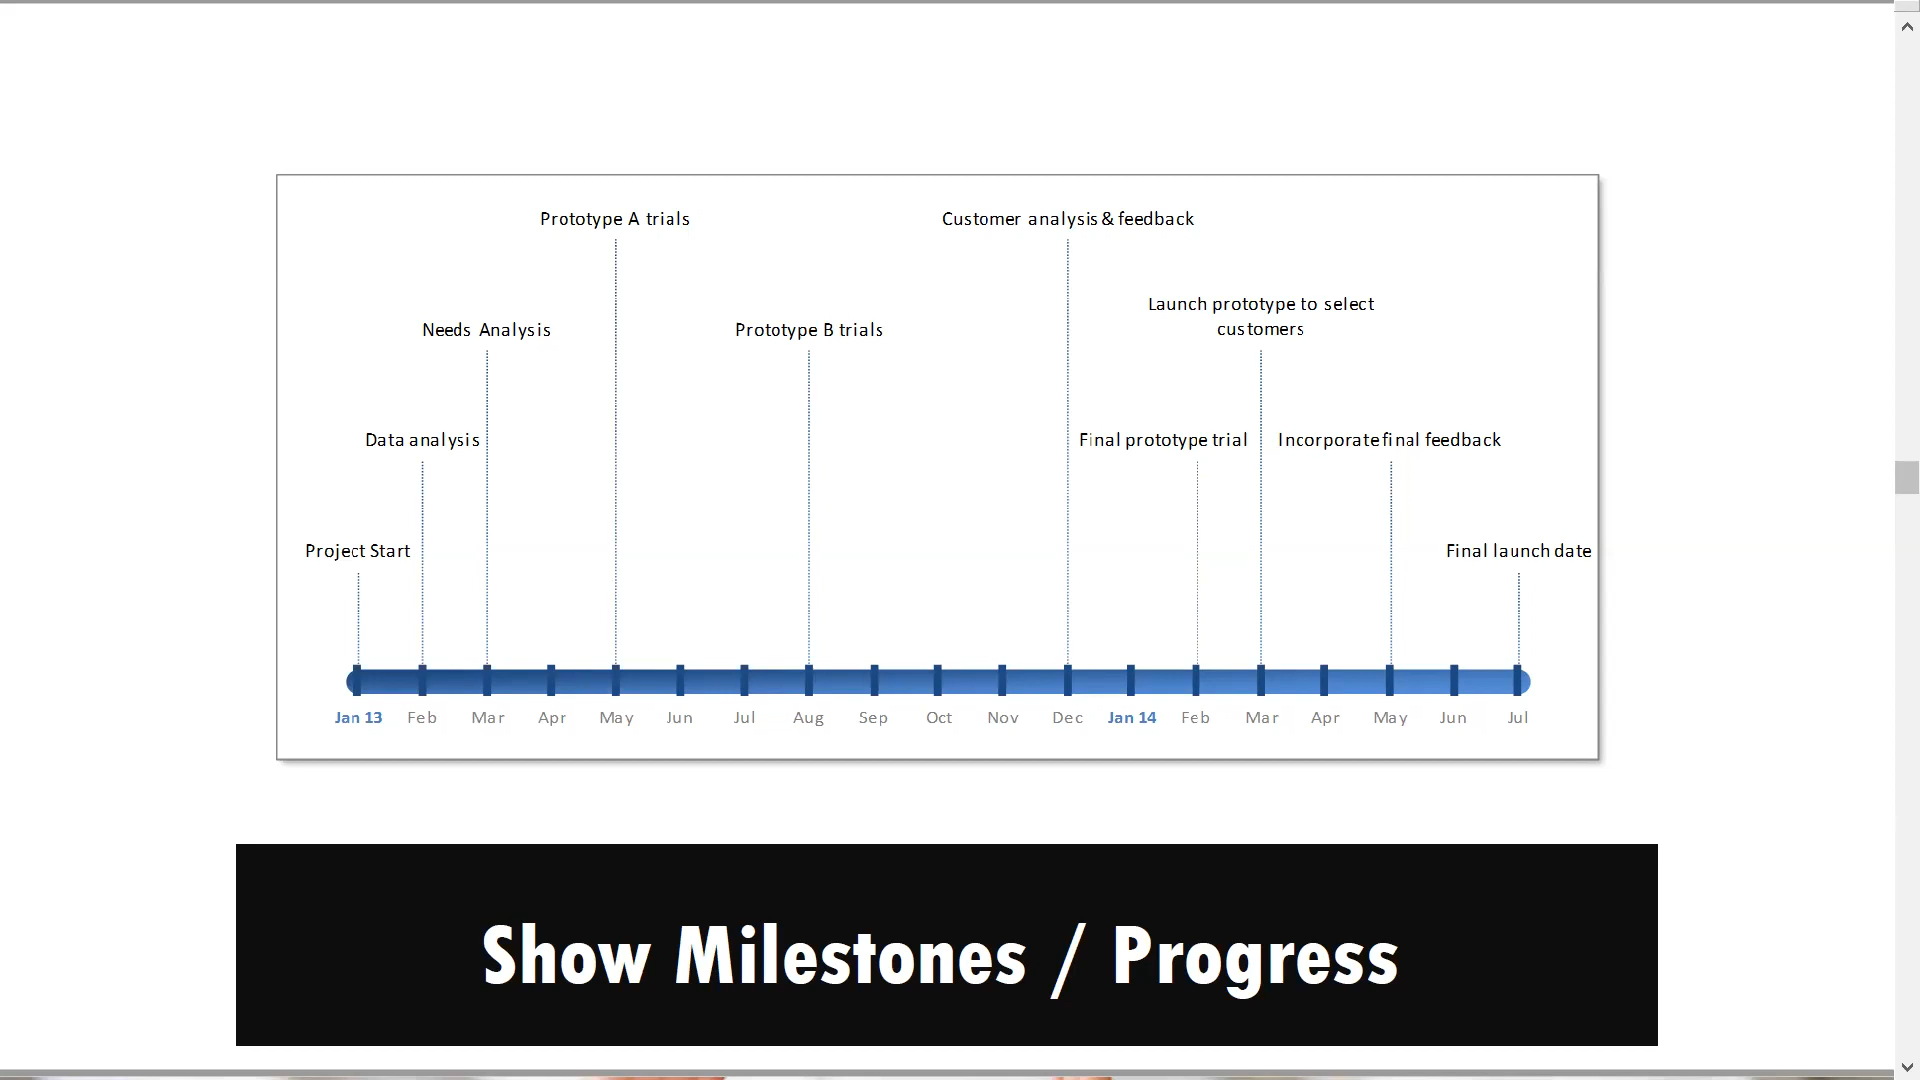 Prototype A trials
Customer analysis & feedback
Launch prototype to select
customers
Needs Analysis
Prototype B trials
Data analysis
Final prototype trial
Incorporate final feedback
Project Start
Final launch date
Jan 13 Feb Mar Apr May Jun Jul Aug Sep Oct Nov Dec Jan 14 Feb Mar Apr May Jun Jul
Show Milestones / Progress